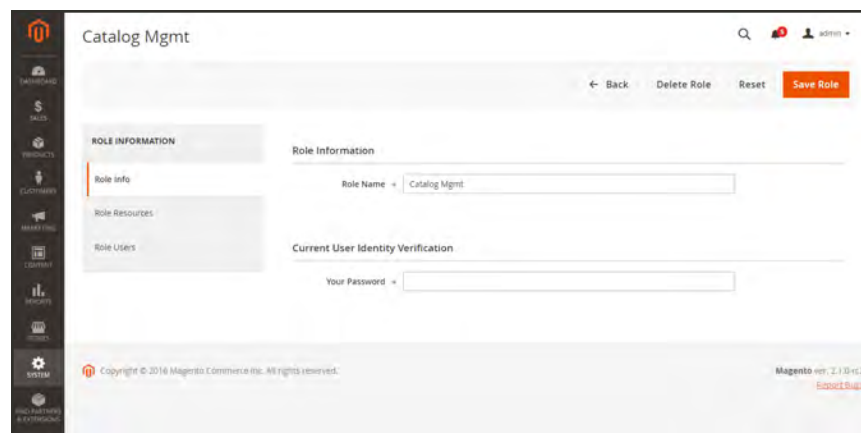 Catalog Mgmt
admin
DASHBOARD
SALES
PRODUCTS
CUSTOMERS
MARKETING
CONTENT
REPORTS
STORES
SYSTEM
FIND PARTNERS
& EXTENSIONS
← Back Delete Role Reset Save Role
ROLE INFORMATION
Role Info
Role Resources
Role Users
Role Information
Role Name * Catalog Mgmt
Current User Identity Verification
Your Password *
Copyright © 2016 Magento Commerce Inc. All rights reserved.
Magento ver. 2.1.0
Report Bug